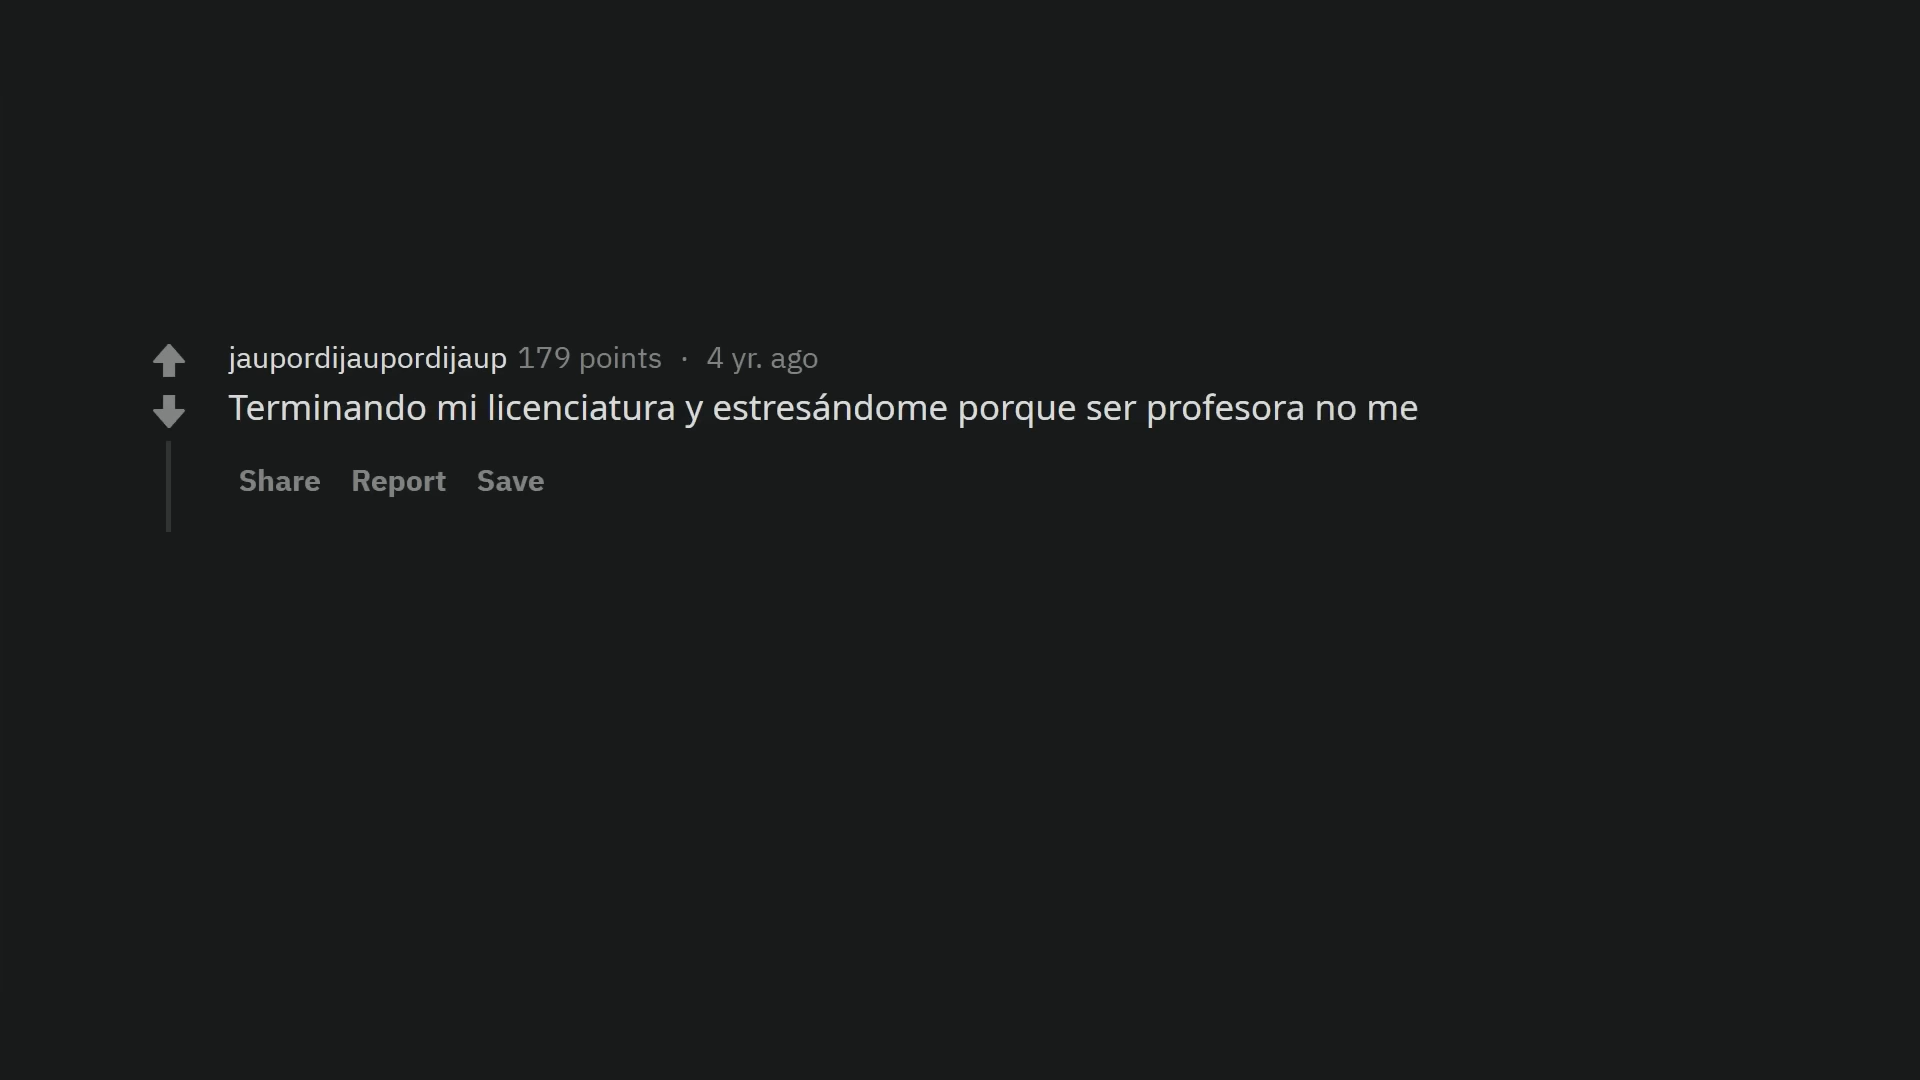 jaupordijaupordijaup 179 points · 4 yr. ago
Terminando mi licenciatura y estresándome porque ser profesora no me
Share Report Save